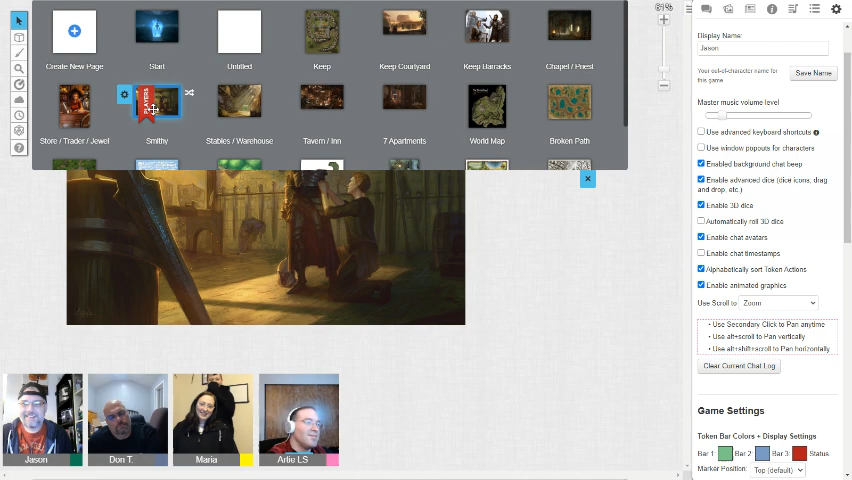 61%
Create New Page
Start
Untitled
Keep
Keep Courtyard
Keep Barracks
Chapel / Priest
PLAYERS
Store / Trader / Jewel
Smithy
Stables / Warehouse
Tavern / Inn
7 Apartments
World Map
Broken Path
Jason
Don T.
Maria
Artie LS
Display Name:
Jason
Your out-of-character name for
this game
Save Name
Master music volume level
Use advanced keyboard shortcuts
Use window popouts for characters
Enabled background chat beep
Enable advanced dice (dice icons, drag
and drop, etc.)
Enable 3D dice
Automatically roll 3D dice
Enable chat avatars
Enable chat timestamps
Alphabetically sort Token Actions
Enable animated graphics
Use Scroll to Zoom
• Use Secondary Click to Pan anytime
• Use alt+scroll to Pan vertically
• Use alt+shift+scroll to Pan horizontally
Clear Current Chat Log
Game Settings
Token Bar Colors + Display Settings
Bar 1: Bar 2: Bar 3: Status
Marker Position: Top (default)